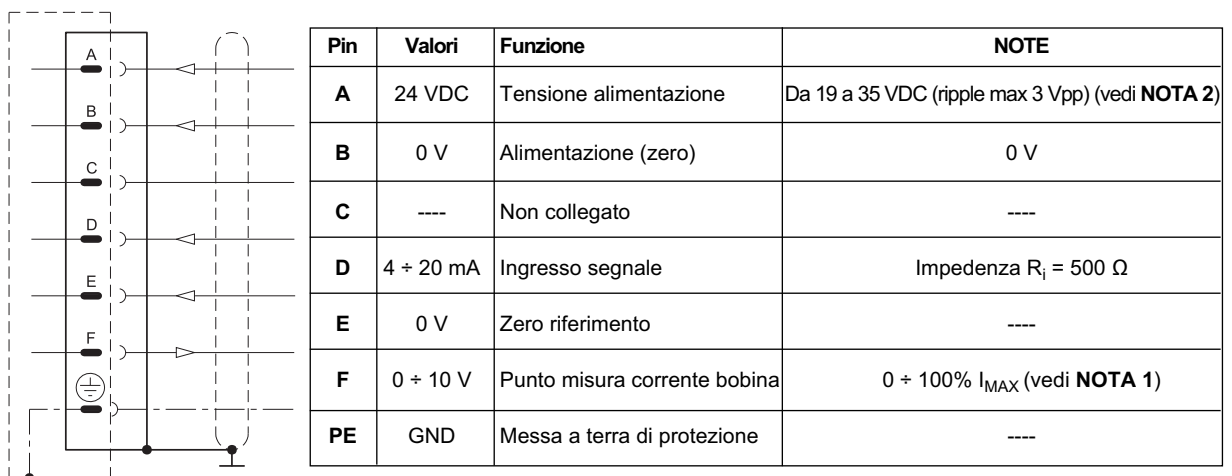 A
B
C
D
E
F
Pin Valori Funzione NOTE
A 24 VDC Tensione alimentazione Da 19 a 35 VDC (ripple max 3 Vpp) (vedi NOTA 2)
B 0 V Alimentazione (zero) 0 V
C ---- Non collegato ----
D 4 ÷ 20 mA Ingresso segnale Impedenza Ri = 500 Ω
E 0 V Zero riferimento ----
F 0 ÷ 10 V Punto misura corrente bobina 0 ÷ 100% IMAX (vedi NOTA 1)
PE GND Messa a terra di protezione ----